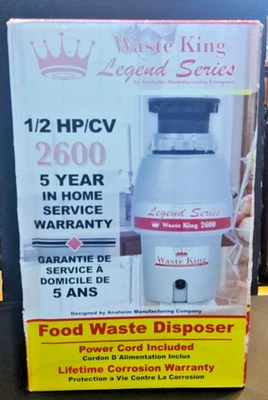 Waste King
Legend Series
by Anaheim Manufacturing Company
1/2 HP/CV
2600
5 YEAR
IN HOME
SERVICE
WARRANTY
GARANTIE DE
SERVICE À
DOMICILE DE
5 ANS
Legend Series
Waste King 2600
Waste King
Designed by Anaheim Manufacturing Company
Food Waste Disposer
Power Cord Included
Cordon D'Alimentation Inclus
Lifetime Corrosion Warranty
Protection a Vie Contre La Corrosion